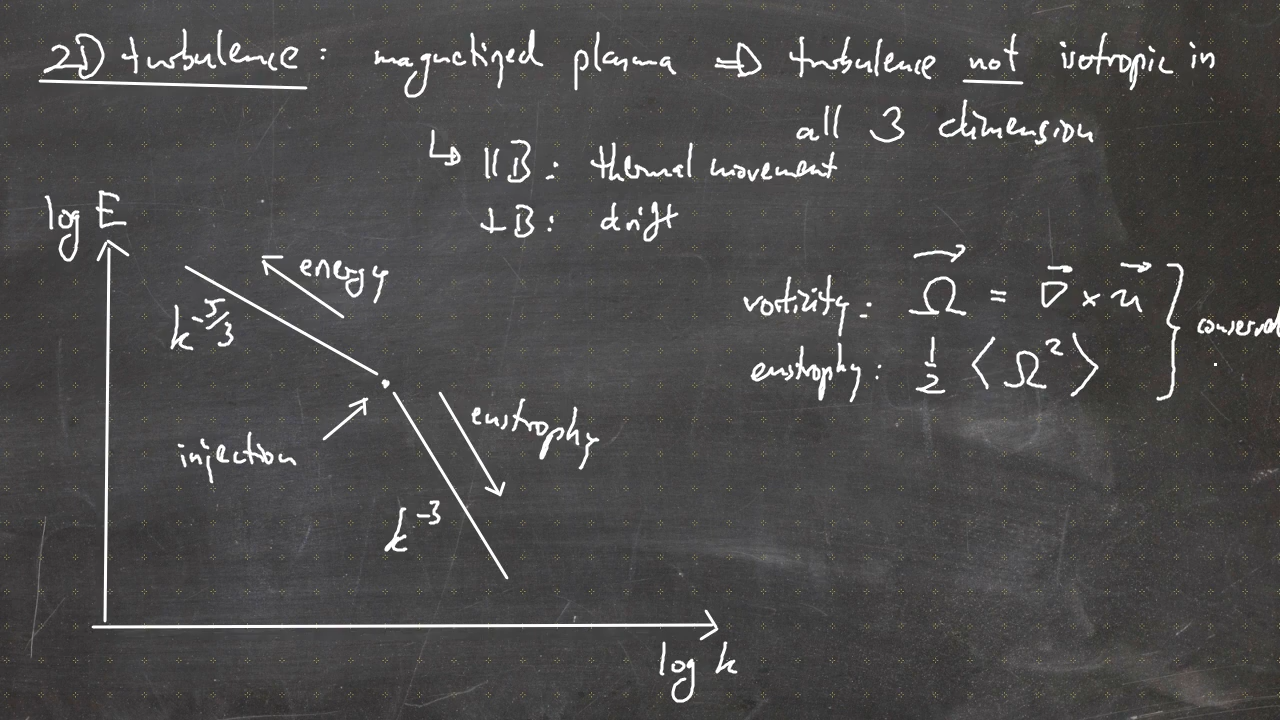 2D turbulence : magnetized plasma ⇒ turbulence not isotropic in
all 3 dimension
↳ ∥B : thermal movement
⊥B : drift
log E
energy
k^-5/3
vortizity : Ω⃗ = ∇⃗ × u⃗
enstrophy : 1/2 ⟨Ω²⟩
enstrophy
injection
k^-3
log k